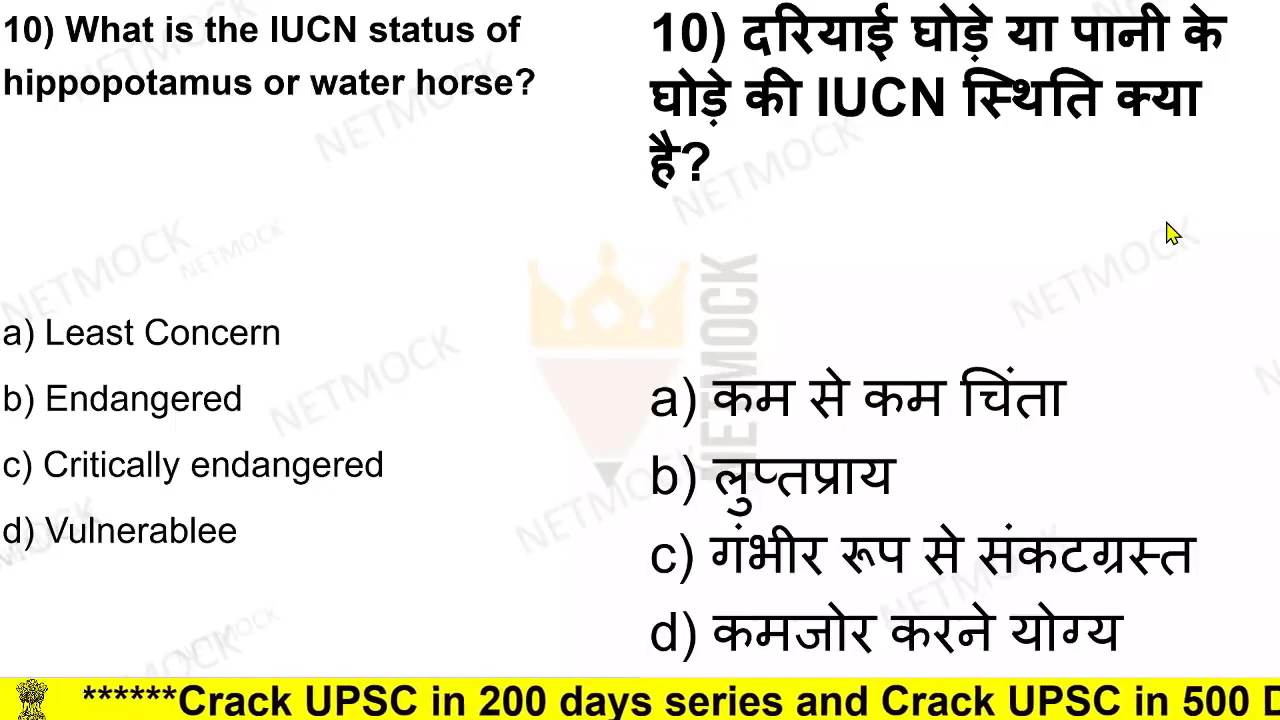 10) What is the IUCN status of
hippopotamus or water horse?
a) Least Concern
b) Endangered
c) Critically endangered
d) Vulnerablee
10) दरियाई घोड़े या पानी के
घोड़े की IUCN स्थिति क्या
है?
a) कम से कम चिंता
b) लुप्तप्राय
c) गंभीर रूप से संकटग्रस्त
d) कमजोर करने योग्य
NETMOCK
******Crack UPSC in 200 days series and Crack UPSC in 500 D